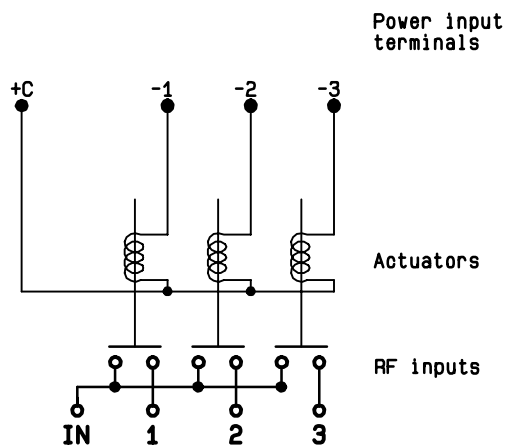 Power input
terminals
+C -1 -2 -3
Actuators
RF inputs
IN 1 2 3